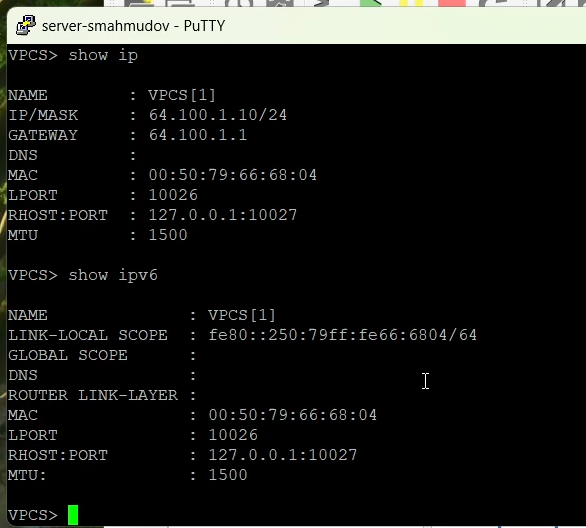 server-smahmudov - PuTTY
VPCS> show ip
NAME : VPCS[1]
IP/MASK : 64.100.1.10/24
GATEWAY : 64.100.1.1
DNS :
MAC : 00:50:79:66:68:04
LPORT : 10026
RHOST:PORT : 127.0.0.1:10027
MTU : 1500
VPCS> show ipv6
NAME : VPCS[1]
LINK-LOCAL SCOPE : fe80::250:79ff:fe66:6804/64
GLOBAL SCOPE :
DNS :
ROUTER LINK-LAYER :
MAC : 00:50:79:66:68:04
LPORT : 10026
RHOST:PORT : 127.0.0.1:10027
MTU: : 1500
VPCS>